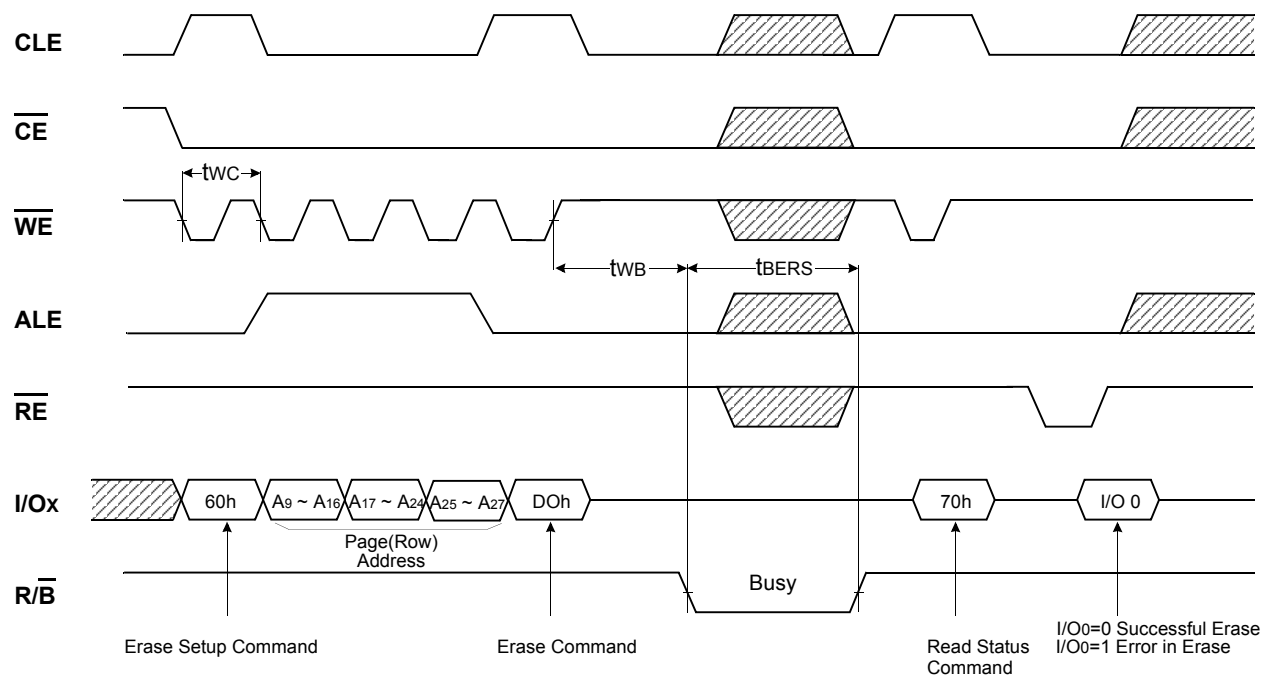 CLE
CE
tWC
WE
tWB
tBERS
ALE
RE
I/Ox
60h
A9 ~ A16
A17 ~ A24
A25 ~ A27
DOh
70h
I/O 0
Page(Row)
Address
R/B
Busy
Erase Setup Command
Erase Command
Read Status
Command
I/O0=0 Successful Erase
I/O0=1 Error in Erase